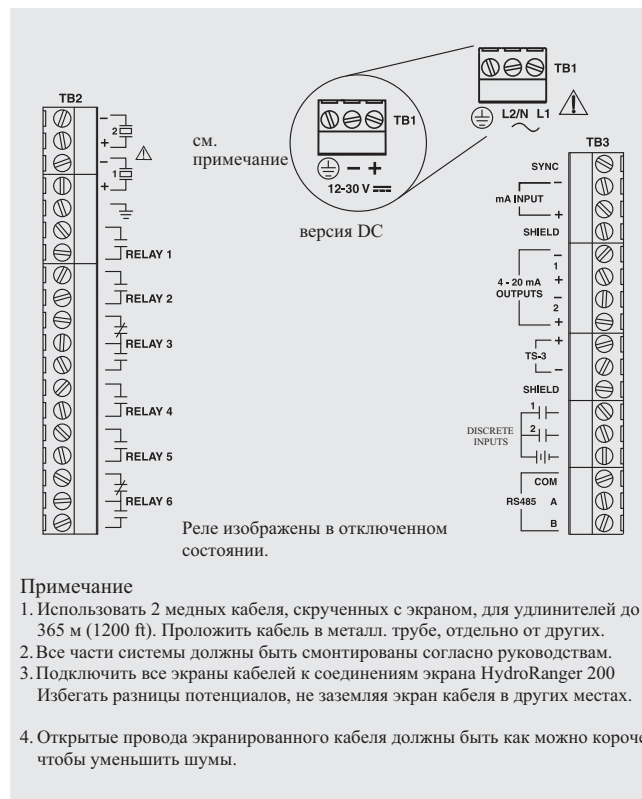 TB2
2
-
+
1
-
+
RELAY 1
RELAY 2
RELAY 3
RELAY 4
RELAY 5
RELAY 6
см.
примечание
TB1
- +
12-30 V
версия DC
TB1
L2/N L1
TB3
SYNC
-
mA INPUT
+
SHIELD
-
1
+
4 - 20 mA
OUTPUTS
-
2
+
+
TS-3
-
SHIELD
1
DISCRETE
INPUTS
2
COM
RS485 A
B
Реле изображены в отключенном
состоянии.
Примечание
1. Использовать 2 медных кабеля, скрученных с экраном, для удлинителей до
365 м (1200 ft). Проложить кабель в металл. трубе, отдельно от других.
2. Все части системы должны быть смонтированы согласно руководствам.
3. Подключить все экраны кабелей к соединениям экрана HydroRanger 200
Избегать разницы потенциалов, не заземляя экран кабеля в других местах.
4. Открытые провода экранированного кабеля должны быть как можно короче
чтобы уменьшить шумы.